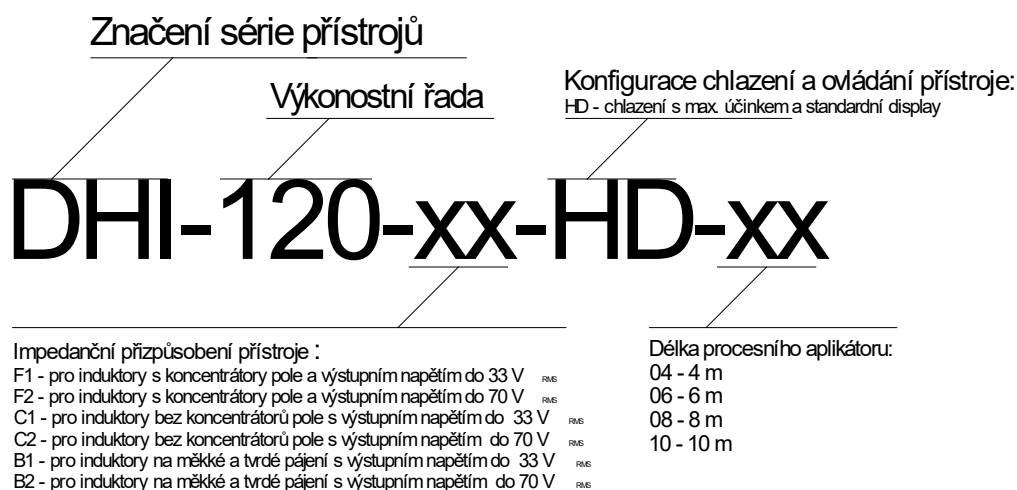 Značení série přístrojů
Výkonostní řada
Konfigurace chlazení a ovládání přístroje:
HD - chlazení s max. účinkem a standardní display
DHI-120-xx-HD-xx
Impedanční přizpůsobení přístroje :
F1 - pro induktory s koncentrátory pole a výstupním napětím do 33 V RMS
F2 - pro induktory s koncentrátory pole a výstupním napětím do 70 V RMS
C1 - pro induktory bez koncentrátorů pole s výstupním napětím do 33 V RMS
C2 - pro induktory bez koncentrátorů pole s výstupním napětím do 70 V RMS
B1 - pro induktory na měkké a tvrdé pájení s výstupním napětím do 33 V RMS
B2 - pro induktory na měkké a tvrdé pájení s výstupním napětím do 70 V RMS
Délka procesního aplikátoru:
04 - 4 m
06 - 6 m
08 - 8 m
10 - 10 m